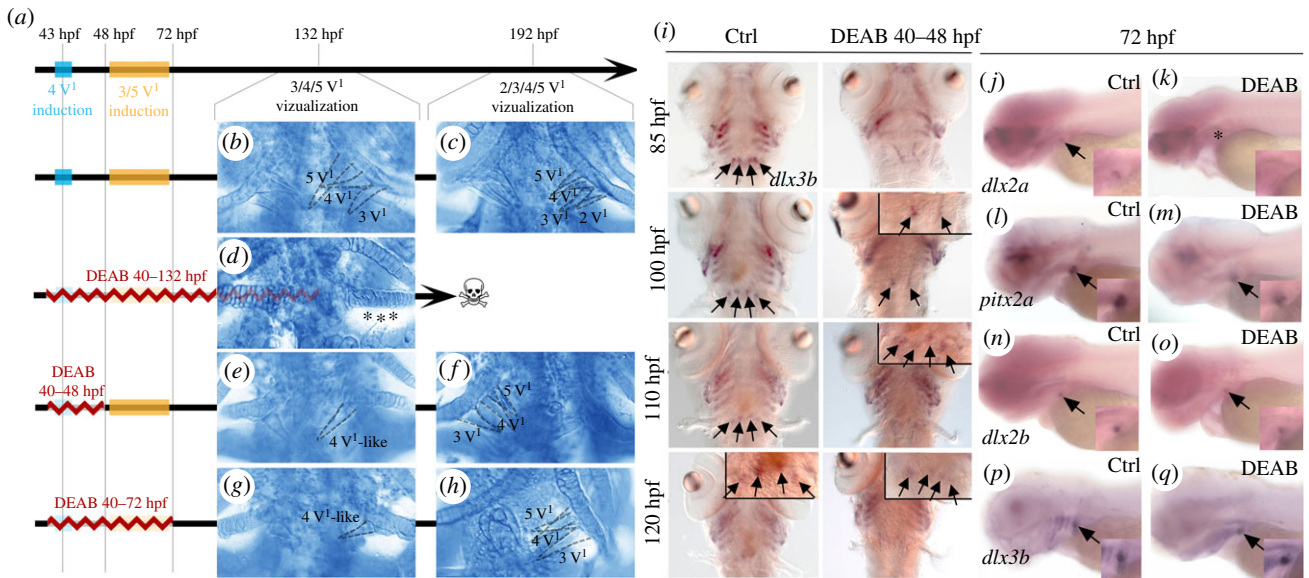 (a)
43 hpf 48 hpf 72 hpf 132 hpf 192 hpf
4 V¹
induction
3/5 V¹
induction
3/4/5 V¹
vizualization
2/3/4/5 V¹
vizualization
(b)
5 V¹
4 V¹
3 V¹
(c)
5 V¹
4 V¹
3 V¹ 2 V¹
DEAB 40–132 hpf
(d)
* * *
DEAB
40–48 hpf
(e)
4 V¹-like
(f)
5 V¹
4 V¹
3 V¹
DEAB 40–72 hpf
(g)
4 V¹-like
(h)
5 V¹
4 V¹
3 V¹
(i)
Ctrl DEAB 40–48 hpf
85 hpf
dlx3b
100 hpf
110 hpf
120 hpf
72 hpf
(j) Ctrl
dlx2a
(k) DEAB
*
(l) Ctrl
pitx2a
(m) DEAB
(n) Ctrl
dlx2b
(o) DEAB
(p) Ctrl
dlx3b
(q) DEAB